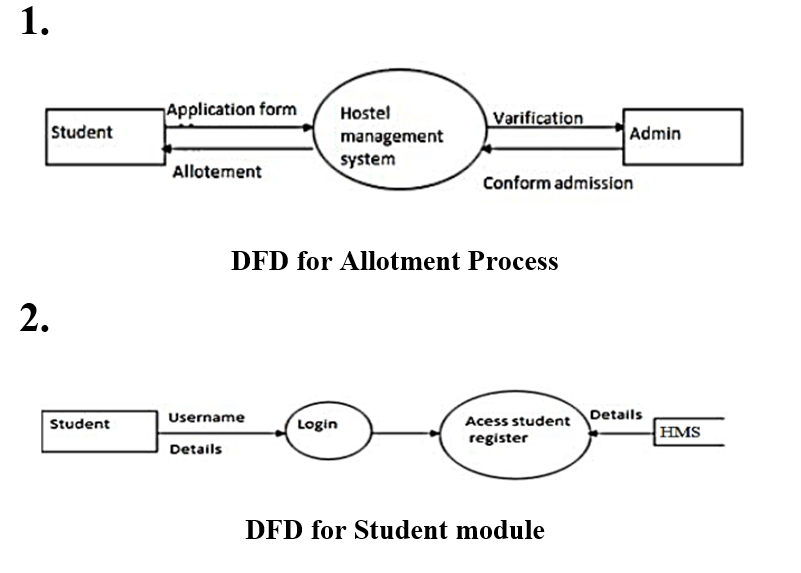 1.
Student
Application form
Allotement
Hostel
management
system
Varification
Conform admission
Admin
DFD for Allotment Process
2.
Student
Username
Details
Login
Acess student
register
Details
HMS
DFD for Student module